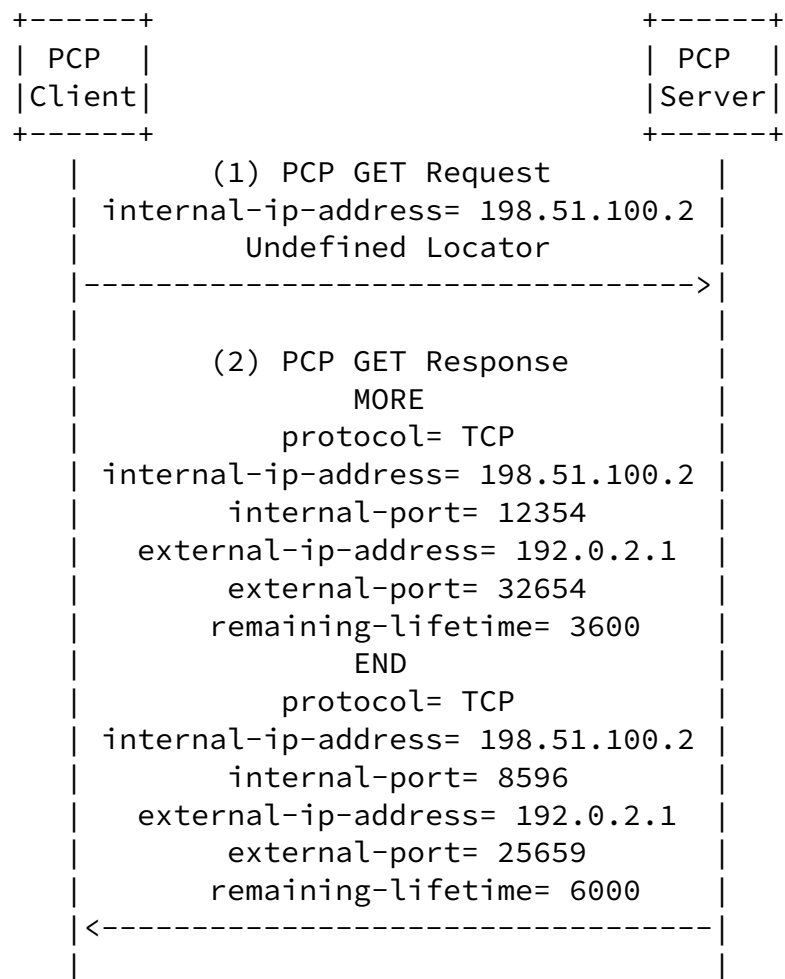 +------+                            +------+
| PCP  |                            | PCP  |
|Client|                            |Server|
+------+                            +------+
   |       (1) PCP GET Request         |
   | internal-ip-address= 198.51.100.2 |
   |         Undefined Locator         |
   |---------------------------------->|
   |                                   |
   |       (2) PCP GET Response        |
   |               MORE                |
   |           protocol= TCP           |
   | internal-ip-address= 198.51.100.2 |
   |        internal-port= 12354       |
   |   external-ip-address= 192.0.2.1  |
   |        external-port= 32654       |
   |       remaining-lifetime= 3600    |
   |               END                 |
   |           protocol= TCP           |
   | internal-ip-address= 198.51.100.2 |
   |        internal-port= 8596        |
   |   external-ip-address= 192.0.2.1  |
   |        external-port= 25659       |
   |       remaining-lifetime= 6000    |
   |<----------------------------------|
   |                                   |